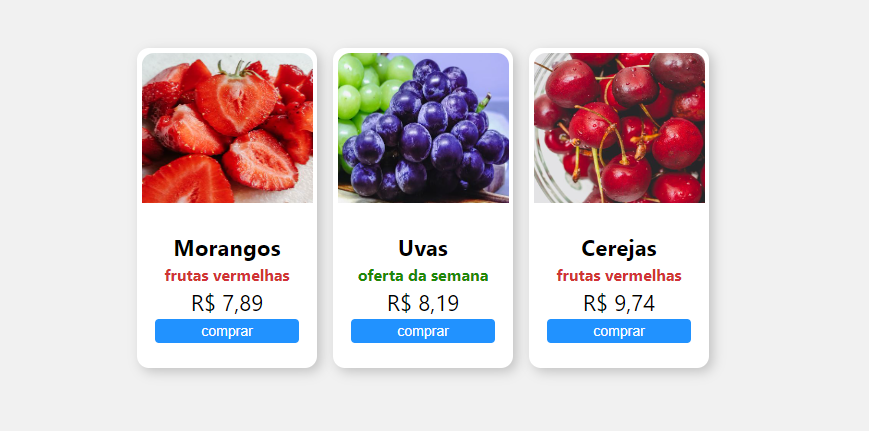 Morangos
frutas vermelhas
R$ 7,89
comprar
Uvas
oferta da semana
R$ 8,19
comprar
Cerejas
frutas vermelhas
R$ 9,74
comprar